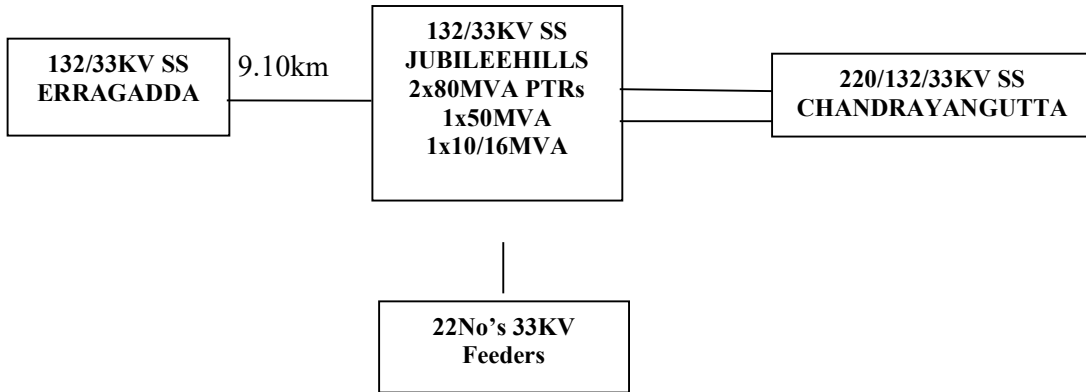 132/33KV SS
ERRAGADDA
9.10km
132/33KV SS
JUBILEEHILLS
2x80MVA PTRs
1x50MVA
1x10/16MVA
220/132/33KV SS
CHANDRAYANGUTTA
22No’s 33KV
Feeders